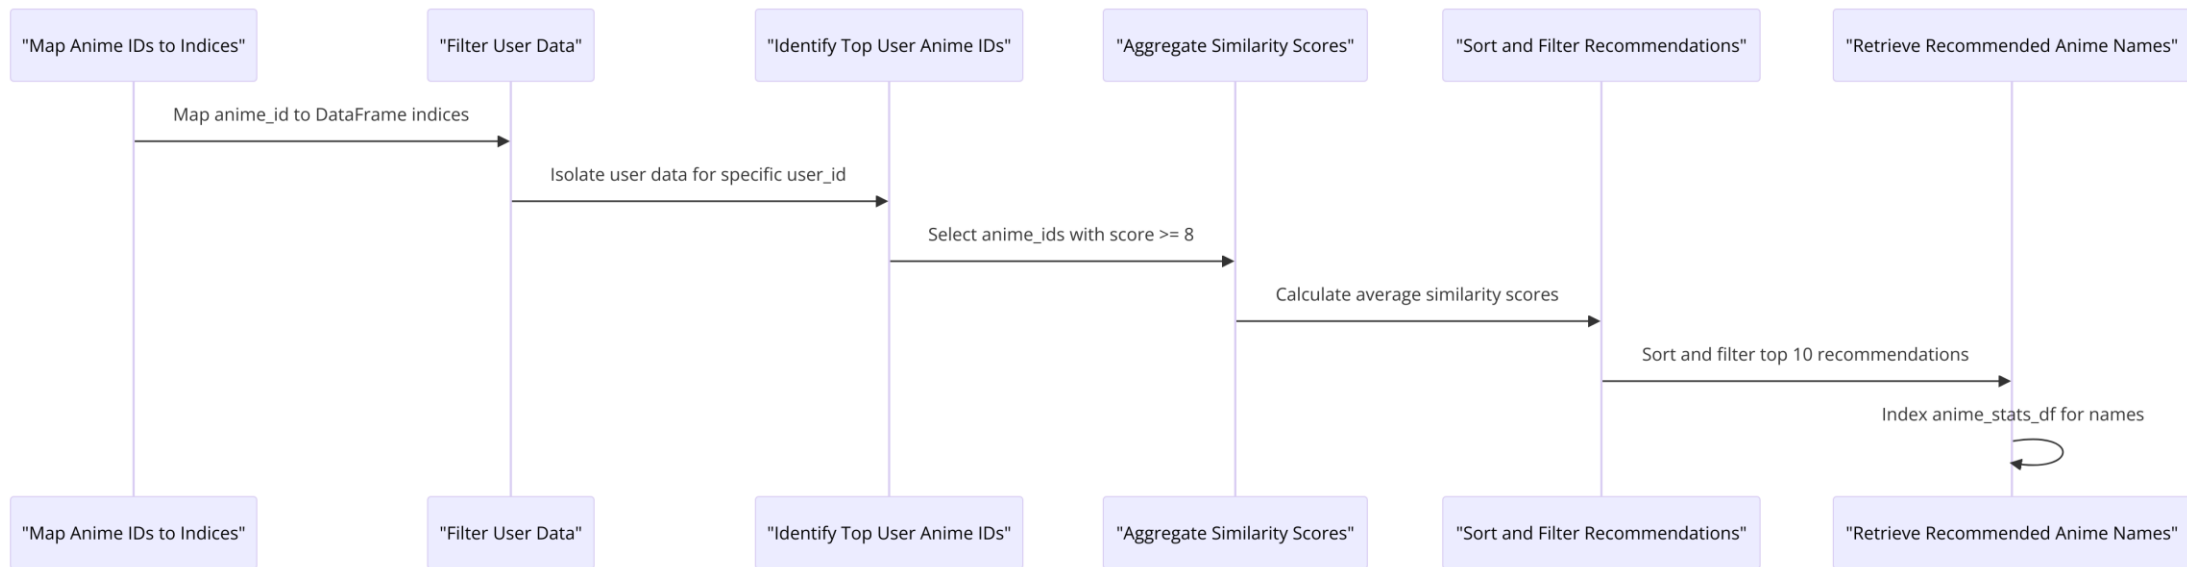 "Map Anime IDs to Indices"
"Filter User Data"
"Identify Top User Anime IDs"
"Aggregate Similarity Scores"
"Sort and Filter Recommendations"
"Retrieve Recommended Anime Names"
Map anime_id to DataFrame indices
Isolate user data for specific user_id
Select anime_ids with score >= 8
Calculate average similarity scores
Sort and filter top 10 recommendations
Index anime_stats_df for names
"Map Anime IDs to Indices"
"Filter User Data"
"Identify Top User Anime IDs"
"Aggregate Similarity Scores"
"Sort and Filter Recommendations"
"Retrieve Recommended Anime Names"